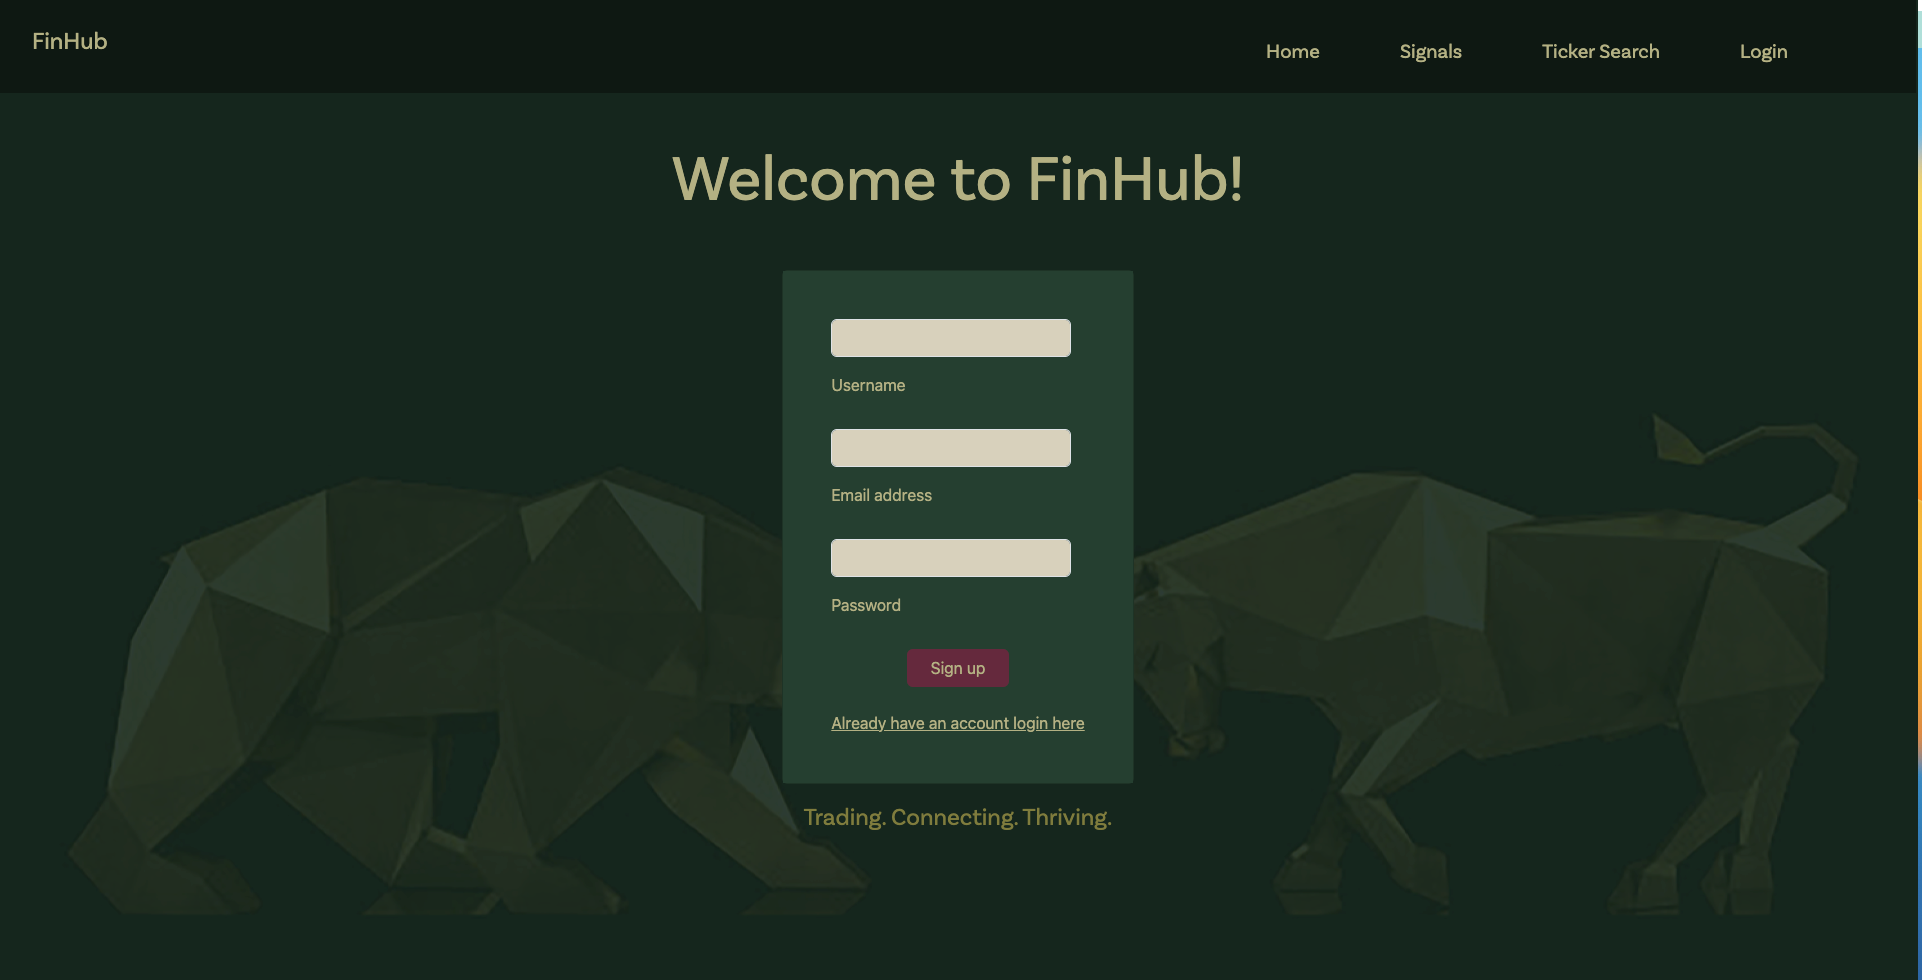 FinHub
Home
Signals
Ticker Search
Login
Welcome to FinHub!
Username
Email address
Password
Sign up
Already have an account login here
Trading. Connecting. Thriving.